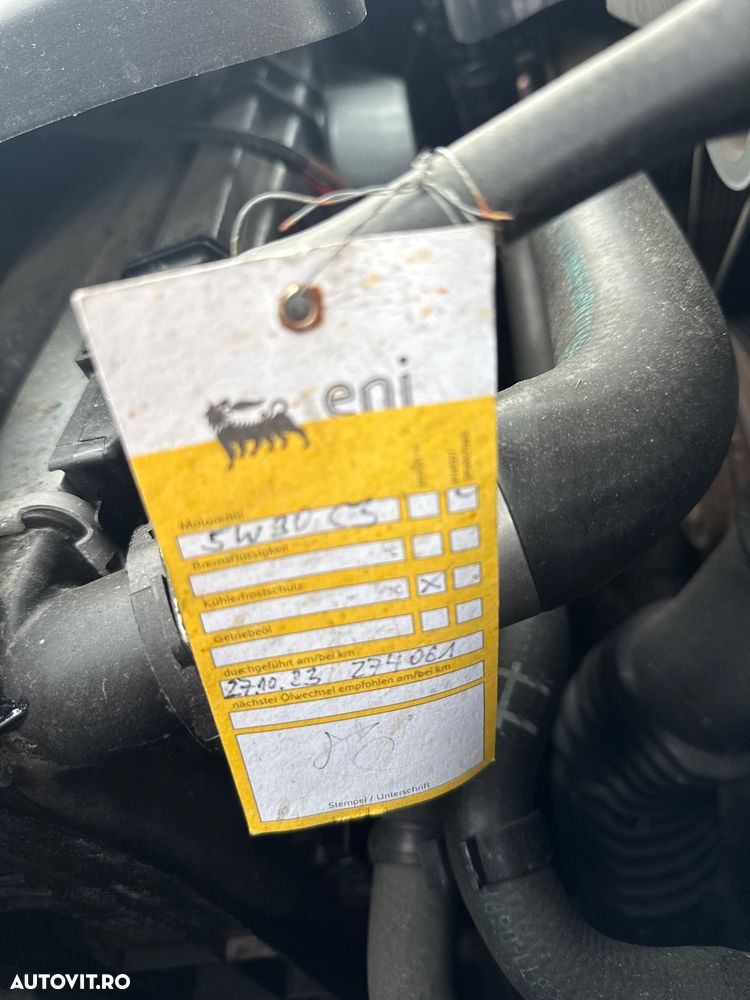 eni
Motorenöl
5W30 C3
Bremsflüssigkeit
°C
Kühlerfrostschutz
°C
Getriebeöl
durchgeführt am/bei km
27.10.23 274061
nächster Ölwechsel empfohlen am/bei km
Stempel / Unterschrift
AUTOVIT.RO